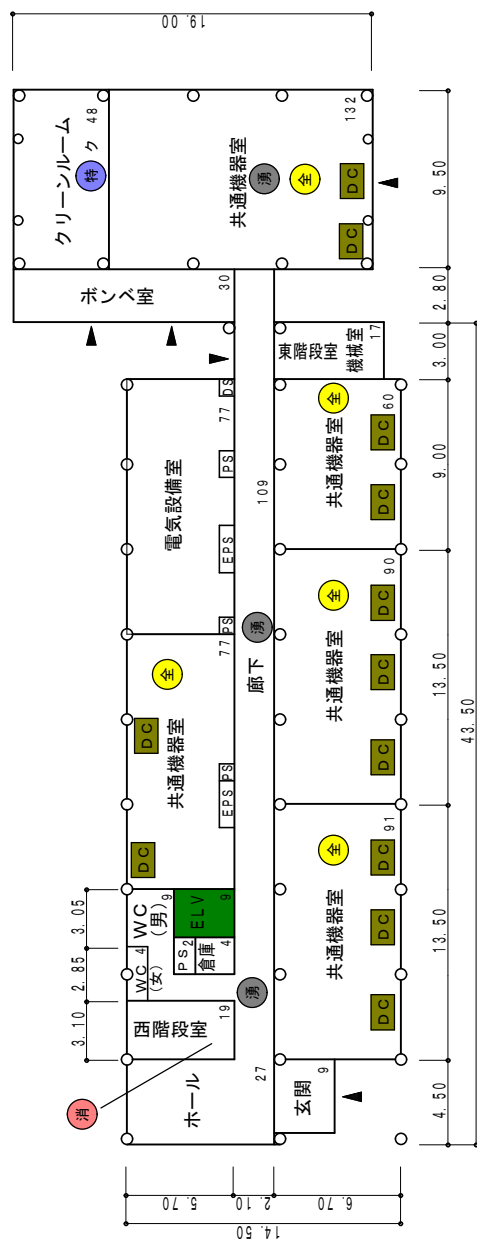 19.00
クリーンルーム
48
特
ク
共通機器室
132
湧
全
DC
DC
9.50
ボンベ室
30
2.80
東階段室
機械室
17
3.00
電気設備室
77
DS
PS
EPS
PS
共通機器室
60
全
DC
DC
9.00
廊下
109
湧
共通機器室
90
全
DC
DC
DC
13.50
43.50
共通機器室
77
全
DC
DC
PS
EPS
共通機器室
91
全
DC
DC
DC
13.50
WC
(男)
9
ELV
9
3.05
WC
(女)
4
PS
2
倉庫
4
2.85
湧
西階段室
19
3.10
消
ホール
27
玄関
9
4.50
5.70
2.10
6.70
14.50